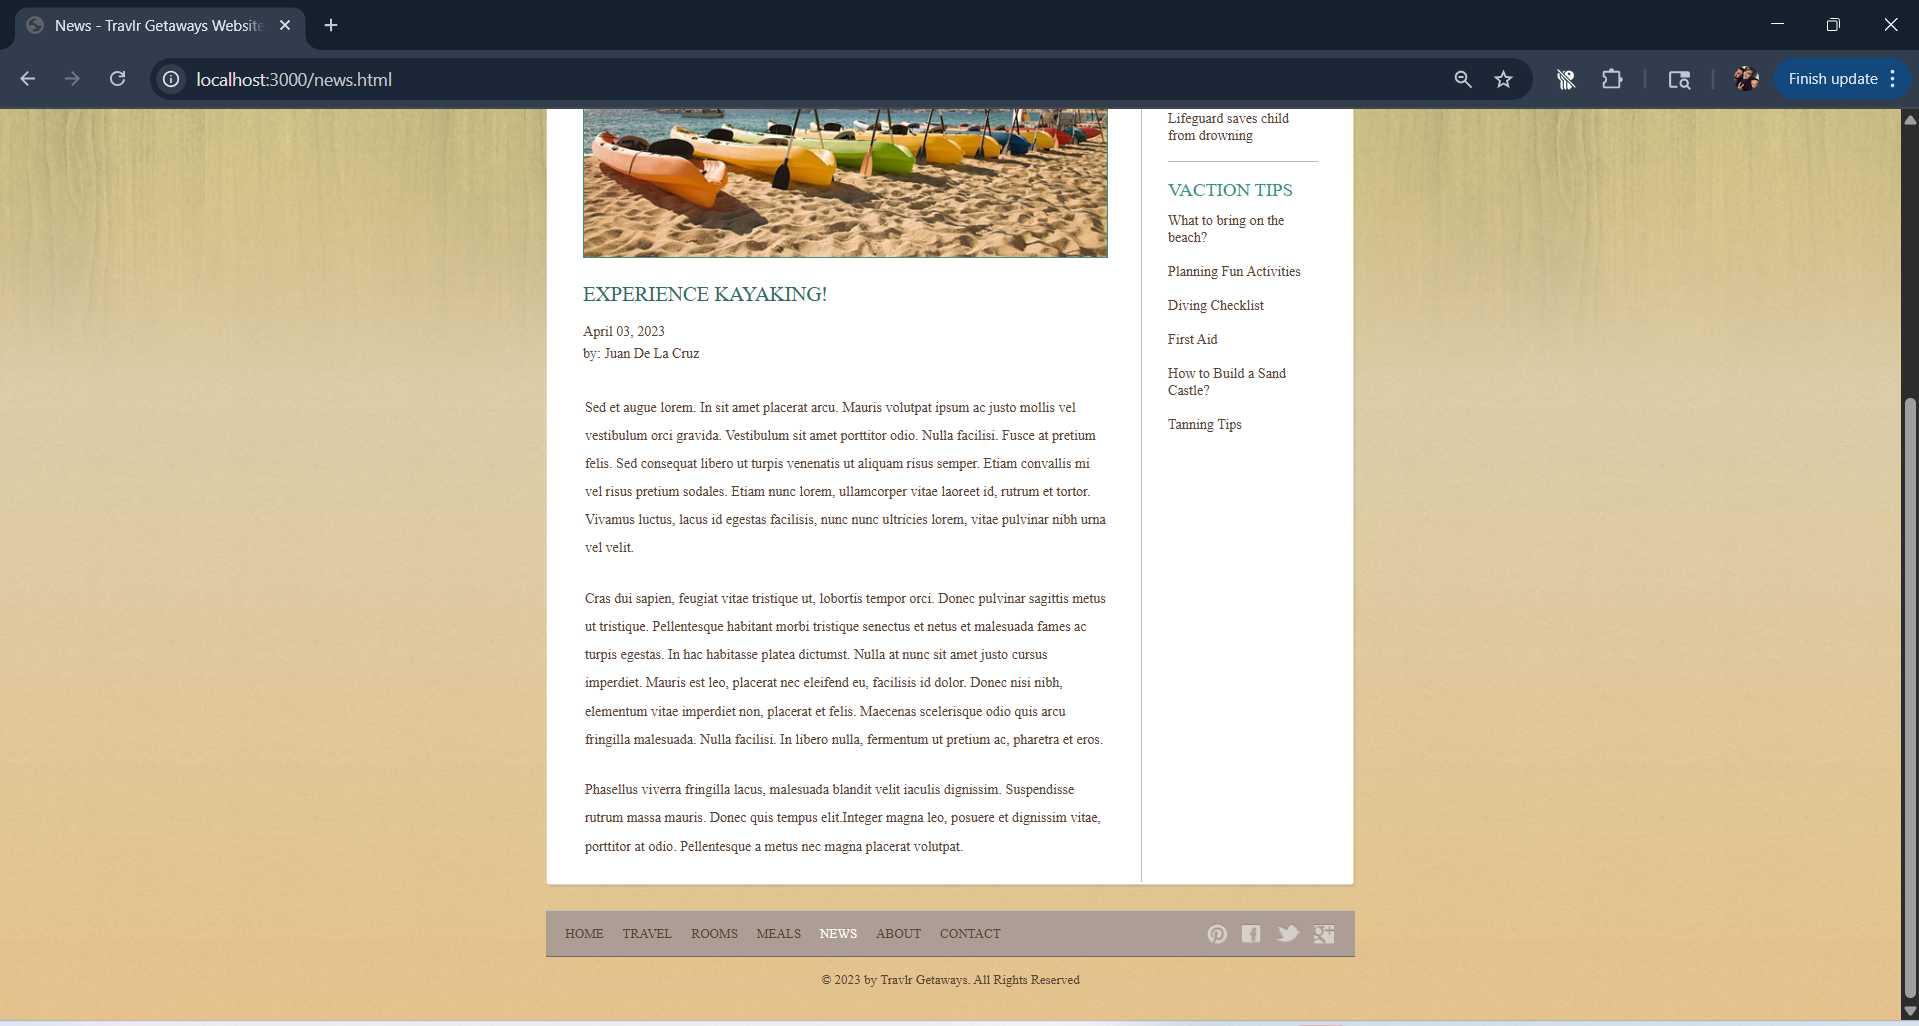 News - Travlr Getaways Website
localhost:3000/news.html
Finish update
Lifeguard saves child
from drowning
VACTION TIPS
What to bring on the
beach?
Planning Fun Activities
Diving Checklist
First Aid
How to Build a Sand
Castle?
Tanning Tips
EXPERIENCE KAYAKING!
April 03, 2023
by: Juan De La Cruz
Sed et augue lorem. In sit amet placerat arcu. Mauris volutpat ipsum ac justo mollis vel
vestibulum orci gravida. Vestibulum sit amet porttitor odio. Nulla facilisi. Fusce at pretium
felis. Sed consequat libero ut turpis venenatis ut aliquam risus semper. Etiam convallis mi
vel risus pretium sodales. Etiam nunc lorem, ullamcorper vitae laoreet id, rutrum et tortor.
Vivamus luctus, lacus id egestas facilisis, nunc nunc ultricies lorem, vitae pulvinar nibh urna
vel velit.
Cras dui sapien, feugiat vitae tristique ut, lobortis tempor orci. Donec pulvinar sagittis metus
ut tristique. Pellentesque habitant morbi tristique senectus et netus et malesuada fames ac
turpis egestas. In hac habitasse platea dictumst. Nulla at nunc sit amet justo cursus
imperdiet. Mauris est leo, placerat nec eleifend eu, facilisis id dolor. Donec nisi nibh,
elementum vitae imperdiet non, placerat et felis. Maecenas scelerisque odio quis arcu
fringilla malesuada. Nulla facilisi. In libero nulla, fermentum ut pretium ac, pharetra et eros.
Phasellus viverra fringilla lacus, malesuada blandit velit iaculis dignissim. Suspendisse
rutrum massa mauris. Donec quis tempus elit.Integer magna leo, posuere et dignissim vitae,
porttitor at odio. Pellentesque a metus nec magna placerat volutpat.
HOME TRAVEL ROOMS MEALS NEWS ABOUT CONTACT
© 2023 by Travlr Getaways. All Rights Reserved